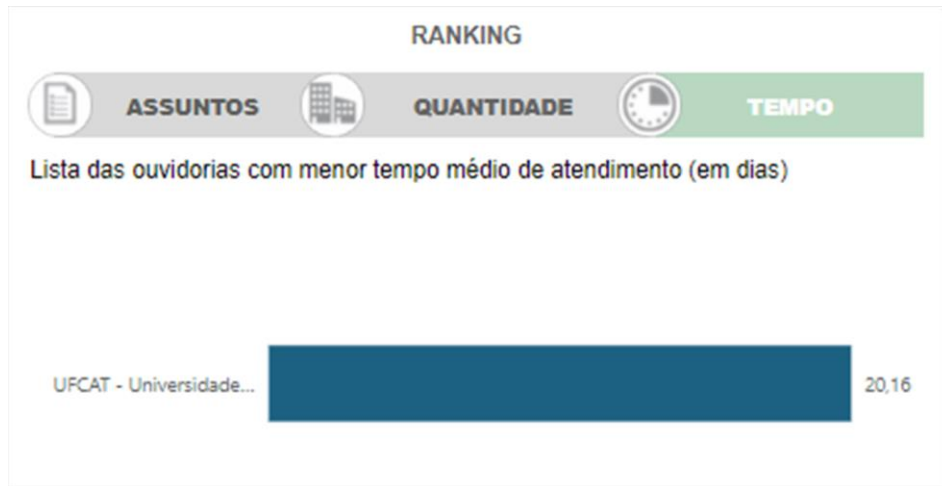 RANKING
ASSUNTOS QUANTIDADE TEMPO
Lista das ouvidorias com menor tempo médio de atendimento (em dias)
UFCAT - Universidade... 20,16